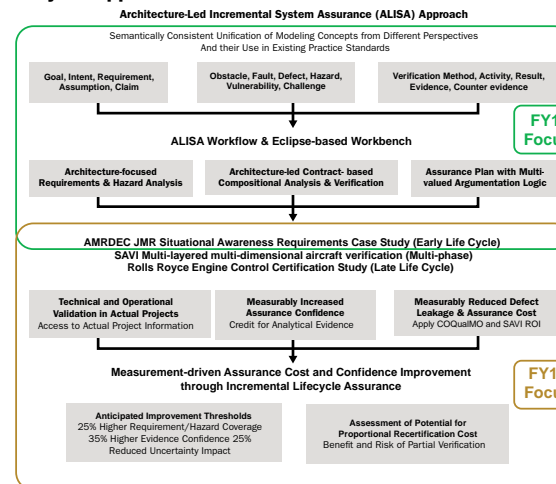 Architecture-Led Incremental System Assurance (ALISA) Approach
Semantically Consistent Unification of Modeling Concepts from Different Perspectives
And their Use in Existing Practice Standards
Goal, Intent, Requirement,
Assumption, Claim
Obstacle, Fault, Defect, Hazard,
Vulnerability, Challenge
Verification Method, Activity, Result,
Evidence, Counter evidence
FY1
Focu
ALISA Workflow & Eclipse-based Workbench
Architecture-focused
Requirements & Hazard Analysis
Architecture-led Contract- based
Compositional Analysis & Verification
Assurance Plan with Multi-
valued Argumentation Logic
AMRDEC JMR Situational Awareness Requirements Case Study (Early Life Cycle)
SAVI Multi-layered multi-dimensional aircraft verification (Multi-phase)
Rolls Royce Engine Control Certification Study (Late Life Cycle)
Technical and Operational
Validation in Actual Projects
Access to Actual Project Information
Measurably Increased
Assurance Confidence
Credit for Analytical Evidence
Measurably Reduced Defect
Leakage & Assurance Cost
Apply COQualMO and SAVI ROI
Measurement-driven Assurance Cost and Confidence Improvement
through Incremental Lifecycle Assurance
FY1
Focu
Anticipated Improvement Thresholds
25% Higher Requirement/Hazard Coverage
35% Higher Evidence Confidence 25%
Reduced Uncertainty Impact
Assessment of Potential for
Proportional Recertification Cost
Benefit and Risk of Partial Verification